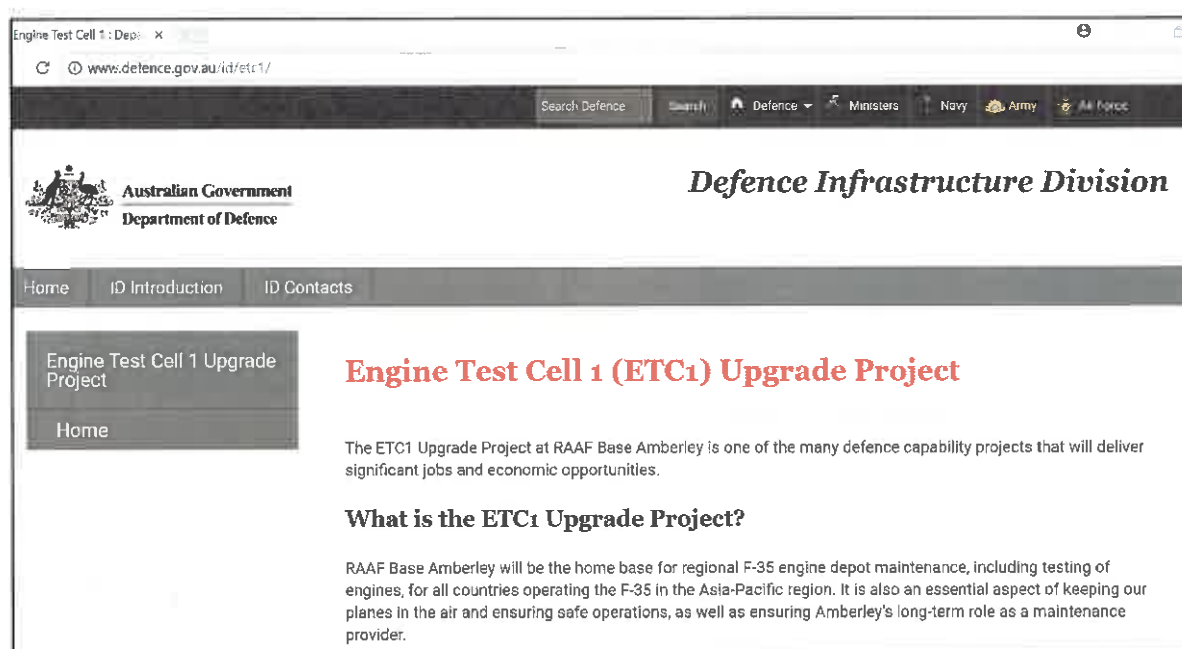 Engine Test Cell 1 : Depa ×
www.defence.gov.au/id/etc1/
Search Defence Search Defence Ministers Navy Army Air Force
Australian Government
Department of Defence
Defence Infrastructure Division
Home ID Introduction ID Contacts
Engine Test Cell 1 Upgrade
Project
Home
Engine Test Cell 1 (ETC1) Upgrade Project
The ETC1 Upgrade Project at RAAF Base Amberley is one of the many defence capability projects that will deliver
significant jobs and economic opportunities.
What is the ETC1 Upgrade Project?
RAAF Base Amberley will be the home base for regional F-35 engine depot maintenance, including testing of
engines, for all countries operating the F-35 in the Asia-Pacific region. It is also an essential aspect of keeping our
planes in the air and ensuring safe operations, as well as ensuring Amberley's long-term role as a maintenance
provider.